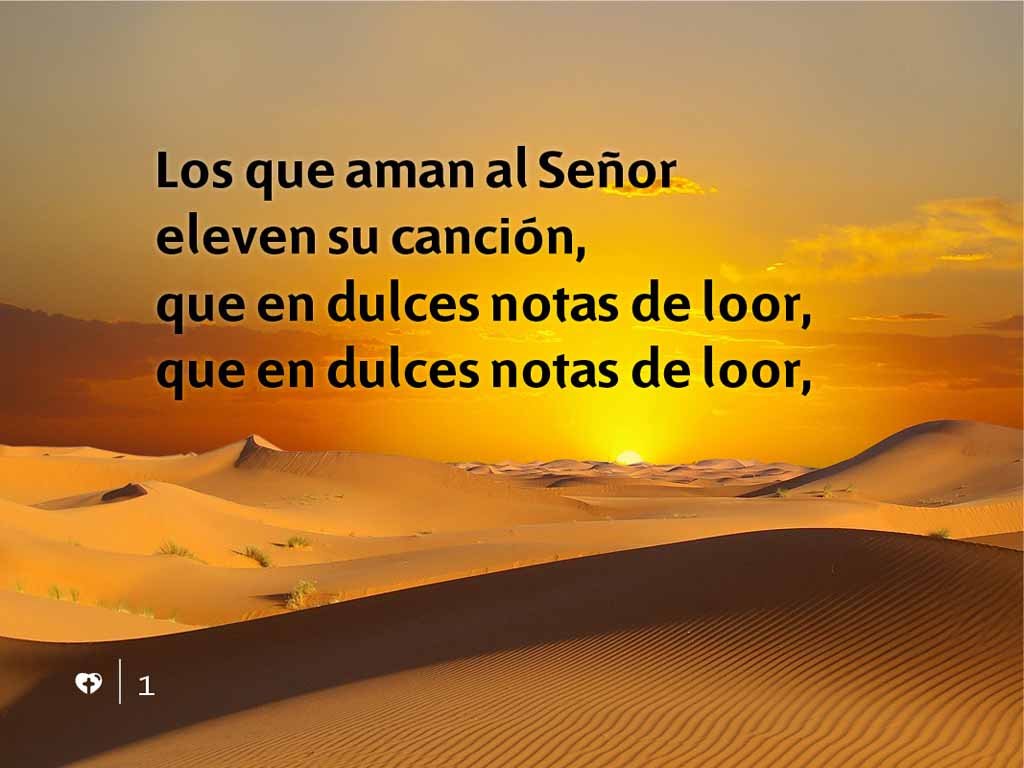 Los que aman al Señor
eleven su canción,
que en dulces notas de loor,
que en dulces notas de loor,
1